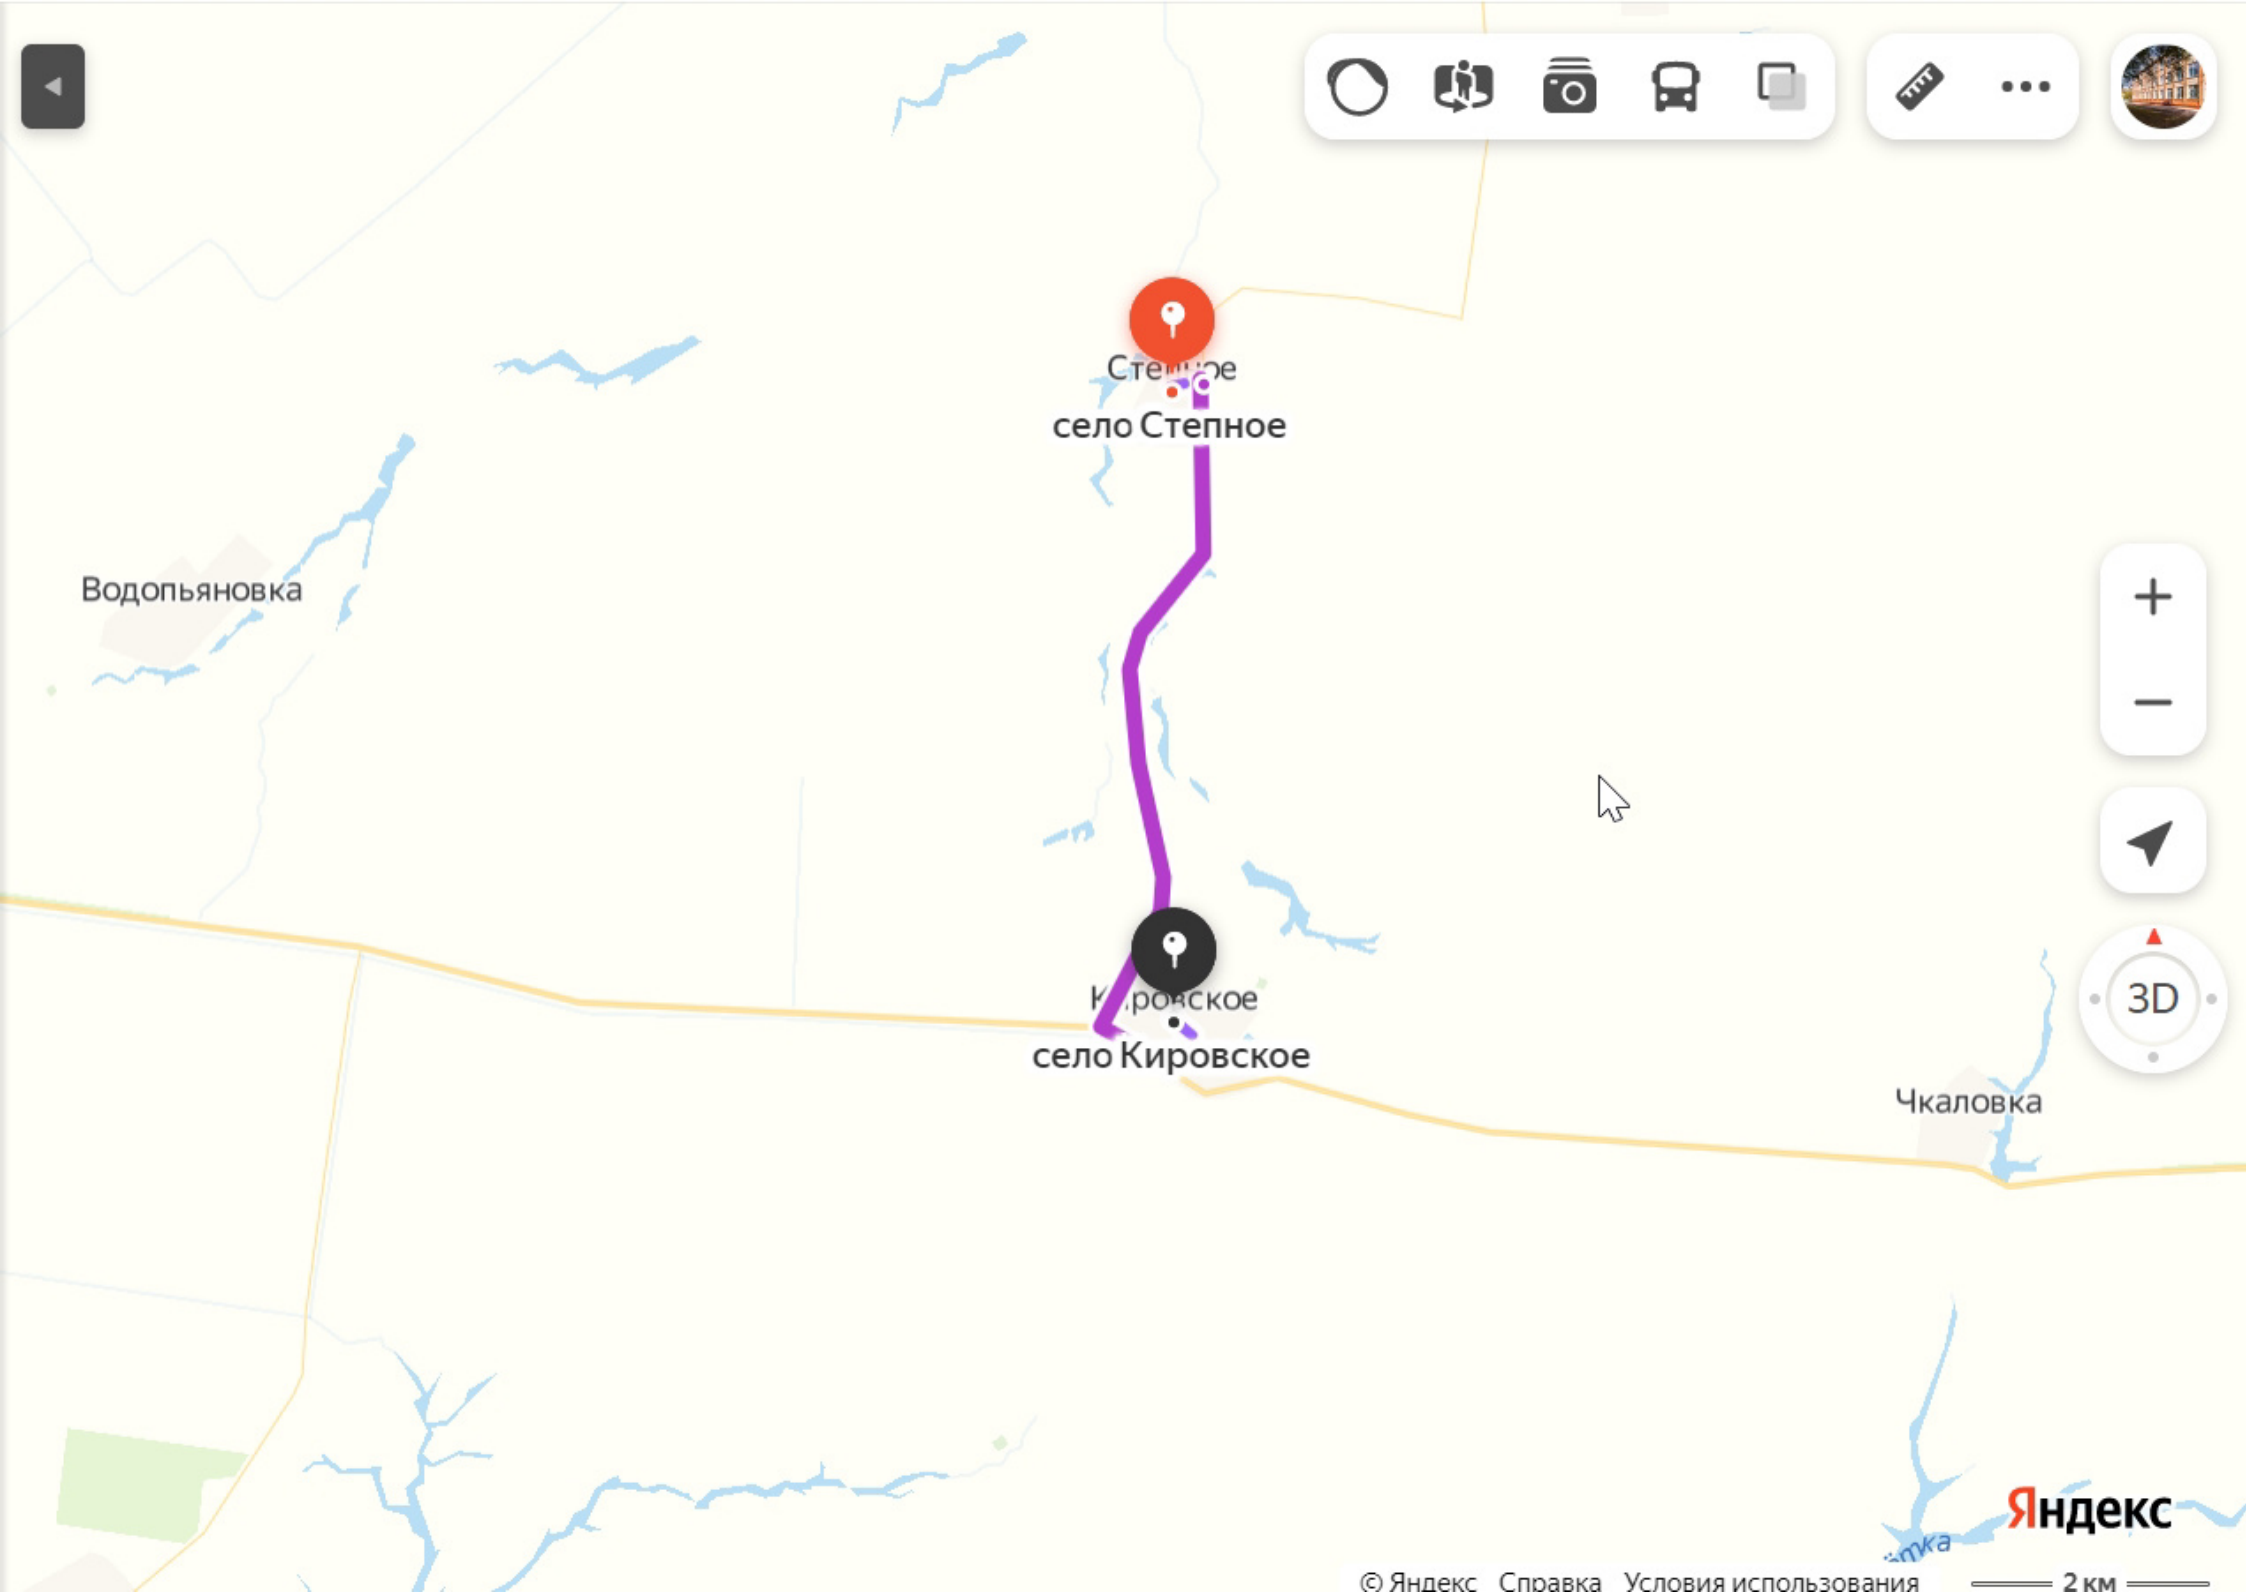 Степное
село Степное
Водопьяновка
3D
Кировское
село Кировское
Чкаловка
Яндекс
© Яндекс Справка Условия использования 2 км